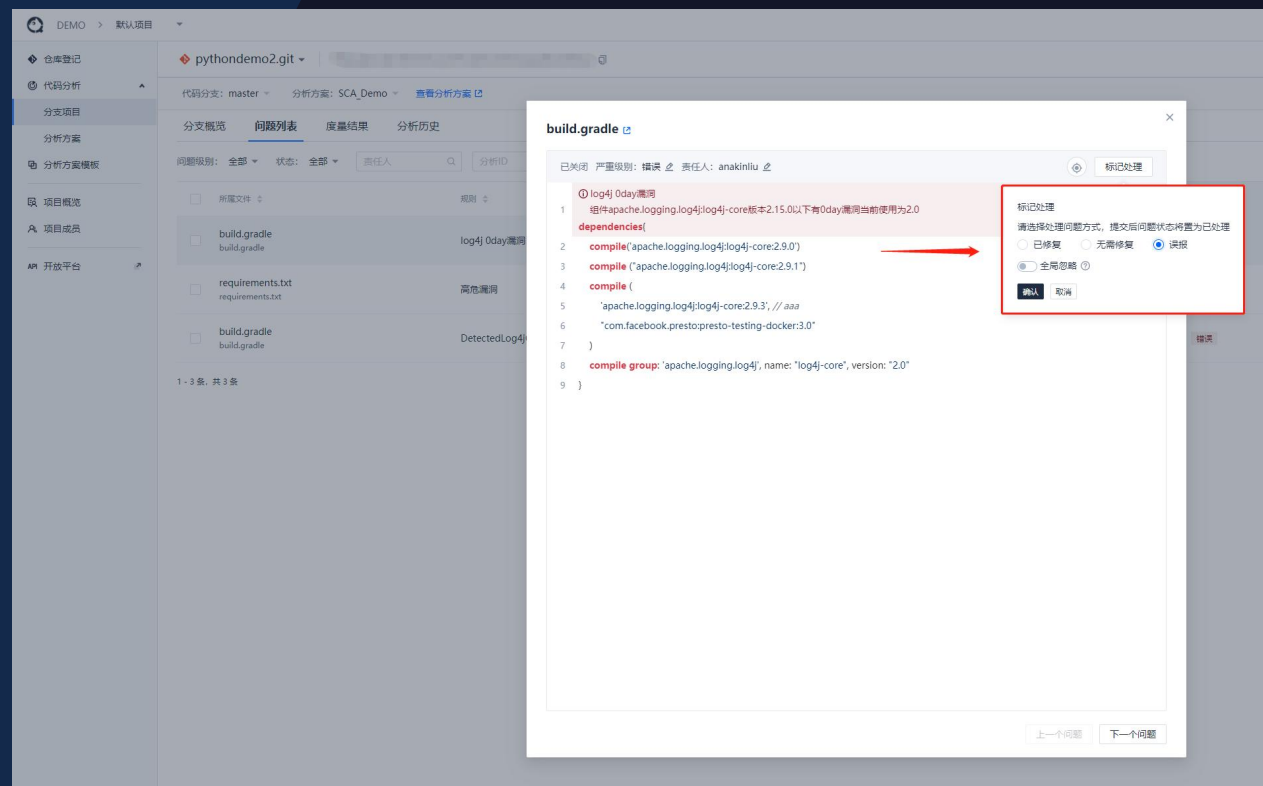 DEMO > 默认项目
仓库登记
代码分析
分支项目
分析方案
分析方案模板
项目概览
项目成员
API 开放平台
pythondemo2.git
代码分支: master 分析方案: SCA_Demo 查看分析方案
分支概览 问题列表 度量结果 分析历史
问题级别: 全部 状态: 全部 责任人 分析ID
所属文件 规则
build.gradle
build.gradle
log4j 0day漏洞
requirements.txt
requirements.txt
高危漏洞
build.gradle
build.gradle
DetectedLog4j
错误
1 - 3 条, 共 3 条
build.gradle
已关闭 严重级别: 错误 责任人: anakinliu
标记处理
log4j 0day漏洞
1 组件apache.logging.log4j:log4j-core版本2.15.0以下有0day漏洞当前使用为2.0
dependencies{
2 compile('apache.logging.log4j:log4j-core:2.9.0')
3 compile ("apache.logging.log4j:log4j-core:2.9.1")
4 compile (
5 'apache.logging.log4j:log4j-core:2.9.3', // aaa
6 "com.facebook.presto:presto-testing-docker:3.0"
7 )
8 compile group: 'apache.logging.log4j', name: "log4j-core", version: "2.0"
9 }
标记处理
请选择处理问题方式，提交后问题状态将置为已处理
已修复 无需修复 误报
全局忽略
确认 取消
上一个问题 下一个问题